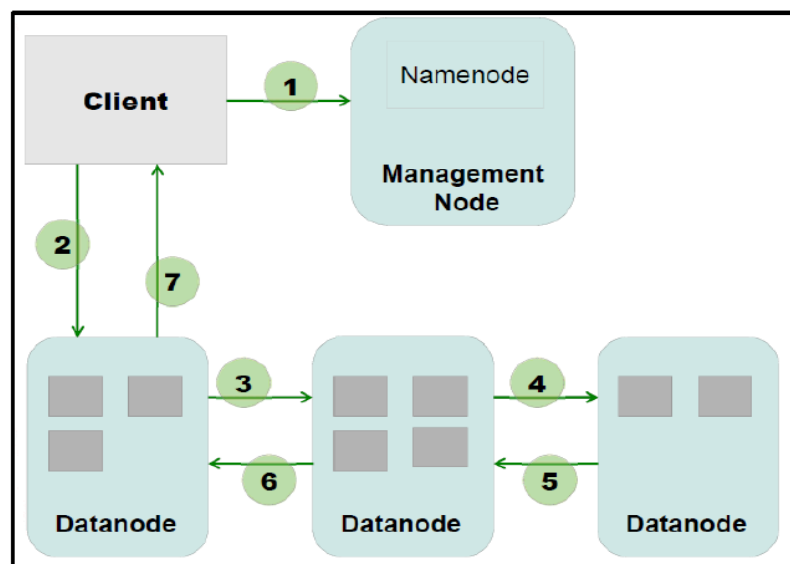 Client
1
Namenode
Management
Node
2
7
3
4
6
5
Datanode
Datanode
Datanode